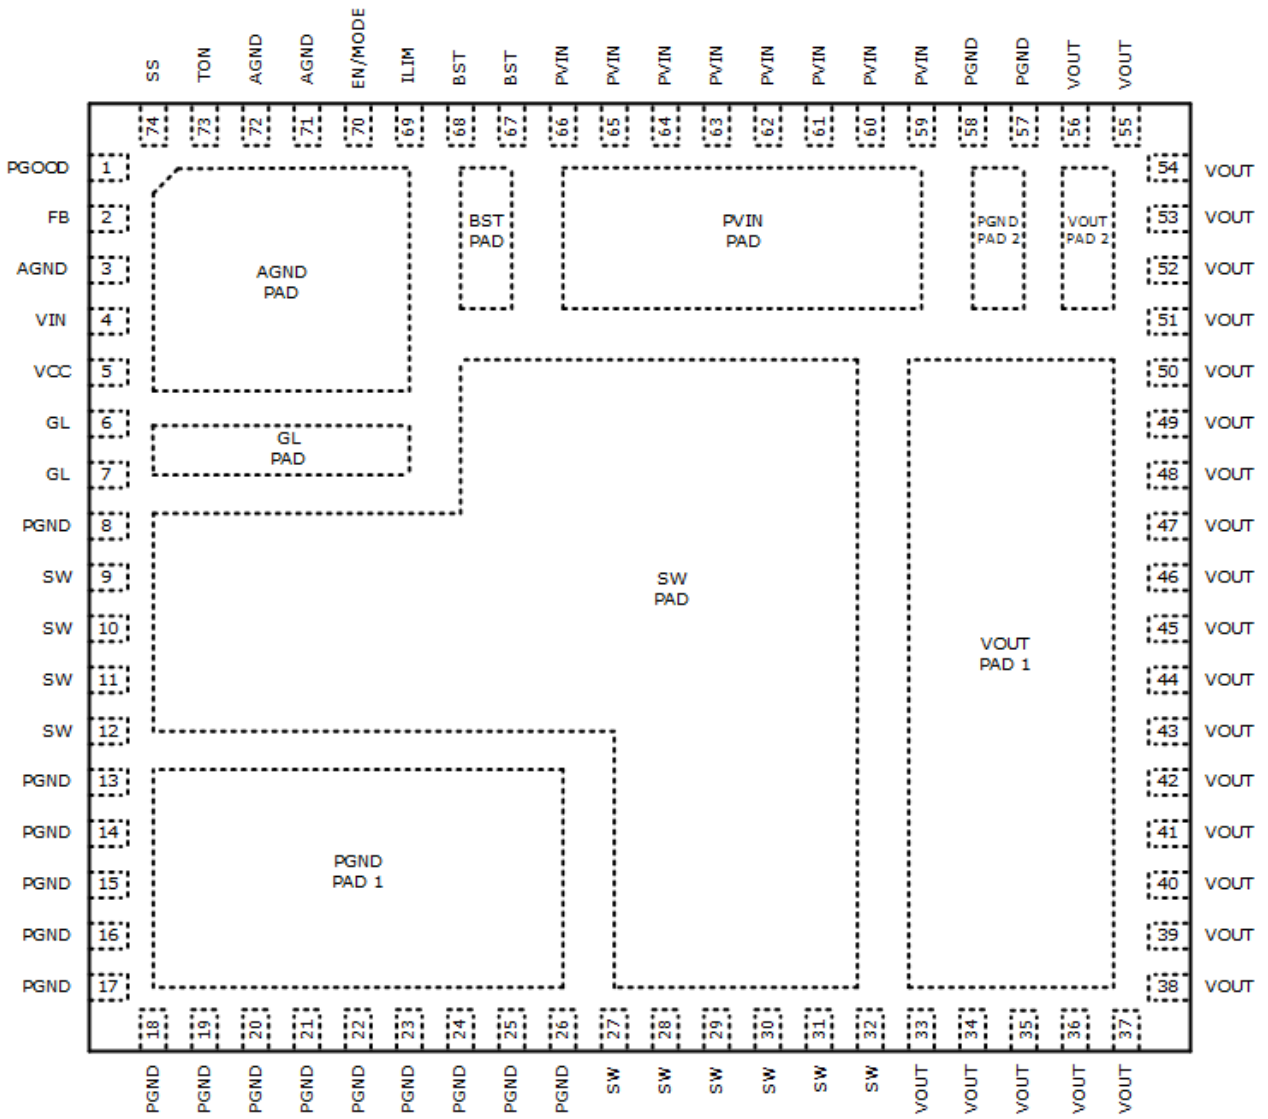 SS TON AGND AGND EN/MODE ILIM BST BST PVIN PVIN PVIN PVIN PVIN PVIN PVIN PVIN PGND PGND VOUT VOUT
74 73 72 71 70 69 68 67 66 65 64 63 62 61 60 59 58 57 56 55
PGOOD 1 54 VOUT
FB 2 BST PAD PVIN PAD PGND PAD 2 VOUT PAD 2 53 VOUT
AGND 3 AGND PAD 52 VOUT
VIN 4 51 VOUT
VCC 5 50 VOUT
GL 6 49 VOUT
GL PAD
GL 7 48 VOUT
PGND 8 47 VOUT
SW 9 SW PAD 46 VOUT
SW 10 45 VOUT
VOUT PAD 1
SW 11 44 VOUT
SW 12 43 VOUT
PGND 13 42 VOUT
PGND 14 41 VOUT
PGND PAD 1
PGND 15 40 VOUT
PGND 16 39 VOUT
PGND 17 38 VOUT
18 19 20 21 22 23 24 25 26 27 28 29 30 31 32 33 34 35 36 37
PGND PGND PGND PGND PGND PGND PGND PGND PGND SW SW SW SW SW SW VOUT VOUT VOUT VOUT VOUT